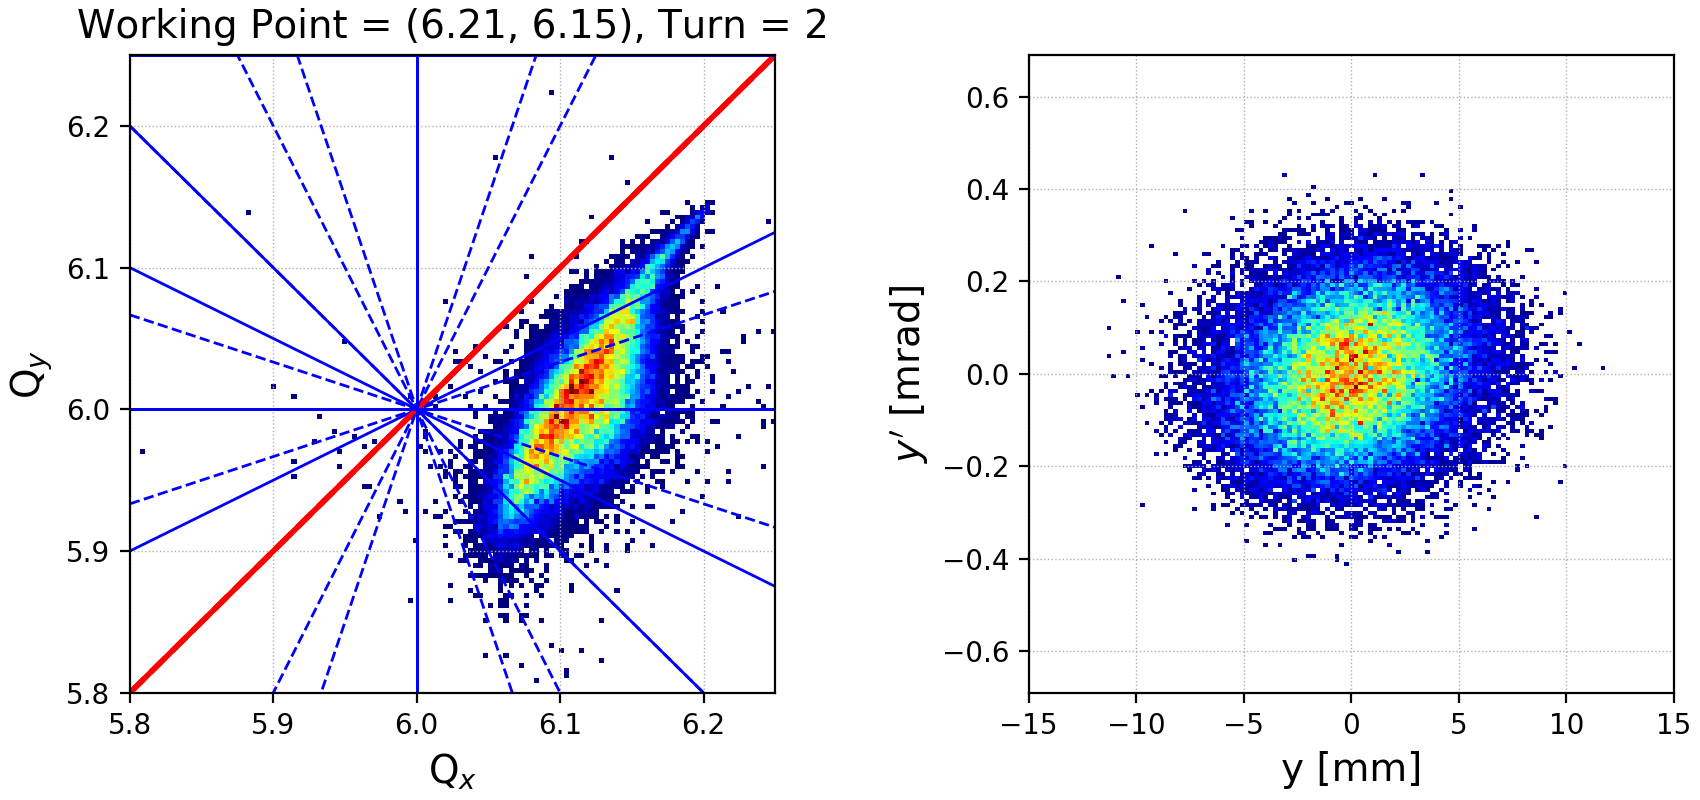 Working Point = (6.21, 6.15), Turn = 2
6.2
6.1
6.0
5.9
5.8
Qy
5.8 5.9 6.0 6.1 6.2
Qx
0.6
0.4
0.2
0.0
−0.2
−0.4
−0.6
y′ [mrad]
−15 −10 −5 0 5 10 15
y [mm]